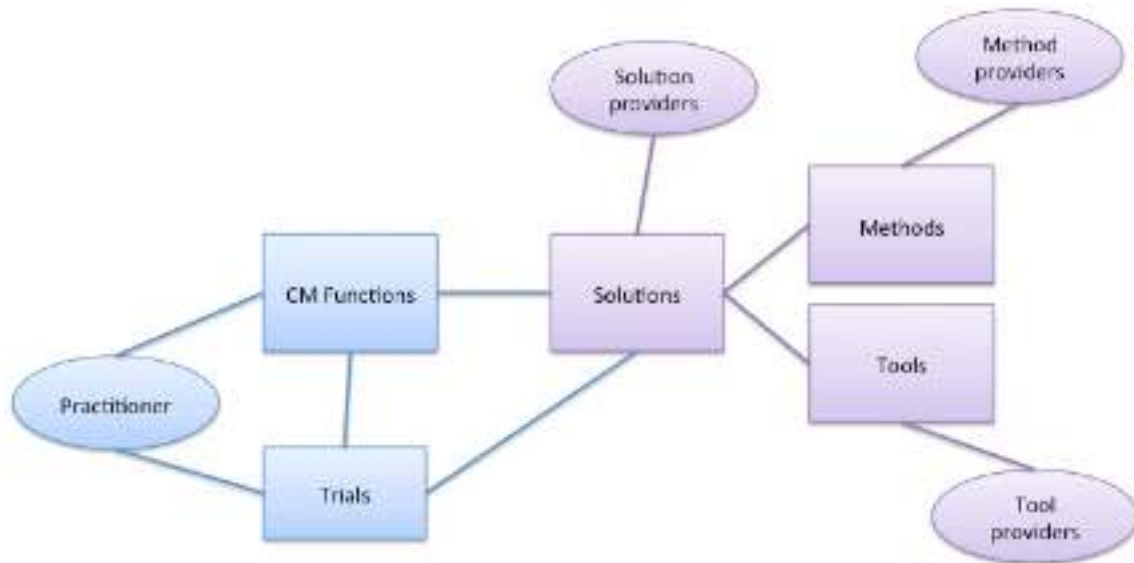 Solution
providers
Method
providers
Methods
CM Functions
Solutions
Tools
Practitioner
Trials
Tool
providers